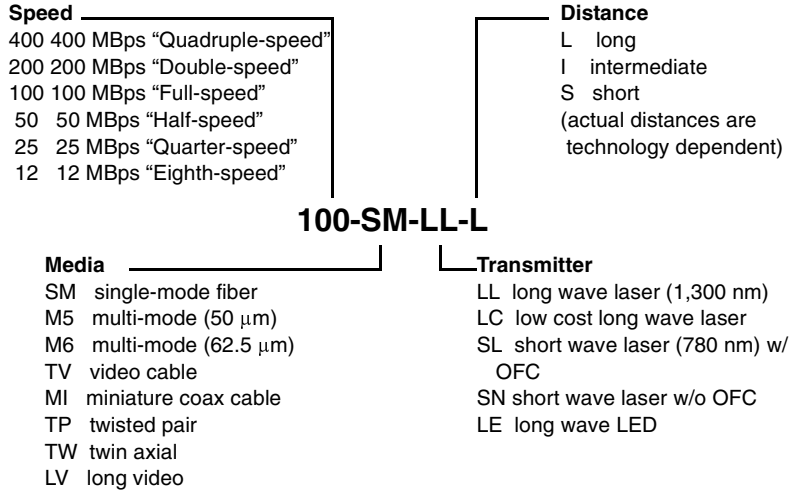 Speed
400 400 MBps “Quadruple-speed”
200 200 MBps “Double-speed”
100 100 MBps “Full-speed”
50 50 MBps “Half-speed”
25 25 MBps “Quarter-speed”
12 12 MBps “Eighth-speed”
Distance
L long
I intermediate
S short
(actual distances are
technology dependent)
100-SM-LL-L
Media
SM single-mode fiber
M5 multi-mode (50 μm)
M6 multi-mode (62.5 μm)
TV video cable
MI miniature coax cable
TP twisted pair
TW twin axial
LV long video
Transmitter
LL long wave laser (1,300 nm)
LC low cost long wave laser
SL short wave laser (780 nm) w/
OFC
SN short wave laser w/o OFC
LE long wave LED